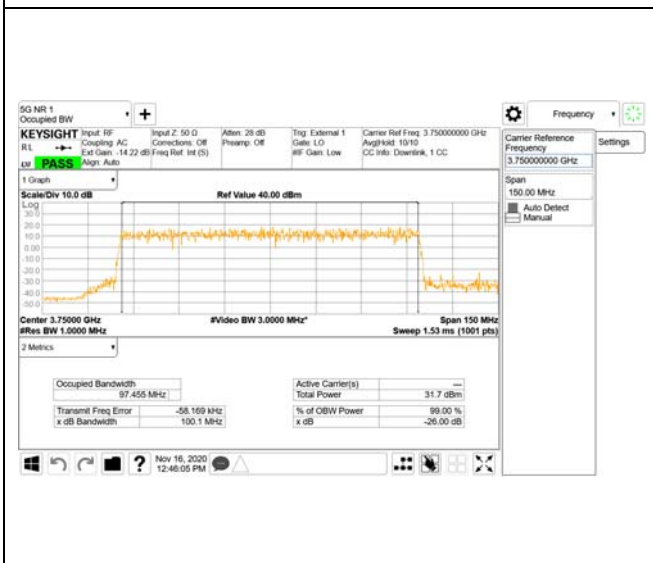 5G NR 1
Occupied BW
+
Frequency
KEYSIGHT
Input: RF
Input Z: 50 Ω
Atten: 28 dB
Trig: External 1
Carrier Ref Freq: 3.750000000 GHz
RL
Coupling: AC
Corrections: Off
Preamp: Off
Gate: LO
Avg|Hold: 10/10
Ext Gain: -14.22 dB
Freq Ref: Int (S)
#IF Gain: Low
CC Info: Downlink, 1 CC
PASS
Align: Auto
Carrier Reference
Frequency
3.750000000 GHz
Settings
Span
150.00 MHz
Auto Detect
Manual
1 Graph
Scale/Div 10.0 dB
Ref Value 40.00 dBm
Log
30.0
20.0
10.0
0.00
-10.0
-20.0
-30.0
-40.0
-50.0
Center 3.75000 GHz
#Video BW 3.0000 MHz*
Span 150 MHz
#Res BW 1.0000 MHz
Sweep 1.53 ms (1001 pts)
2 Metrics
Occupied Bandwidth
97.455 MHz
Active Carrier(s)
---
Total Power
31.7 dBm
Transmit Freq Error
-58.169 kHz
% of OBW Power
99.00 %
x dB Bandwidth
100.1 MHz
x dB
-26.00 dB
?
Nov 16, 2020
12:46:05 PM